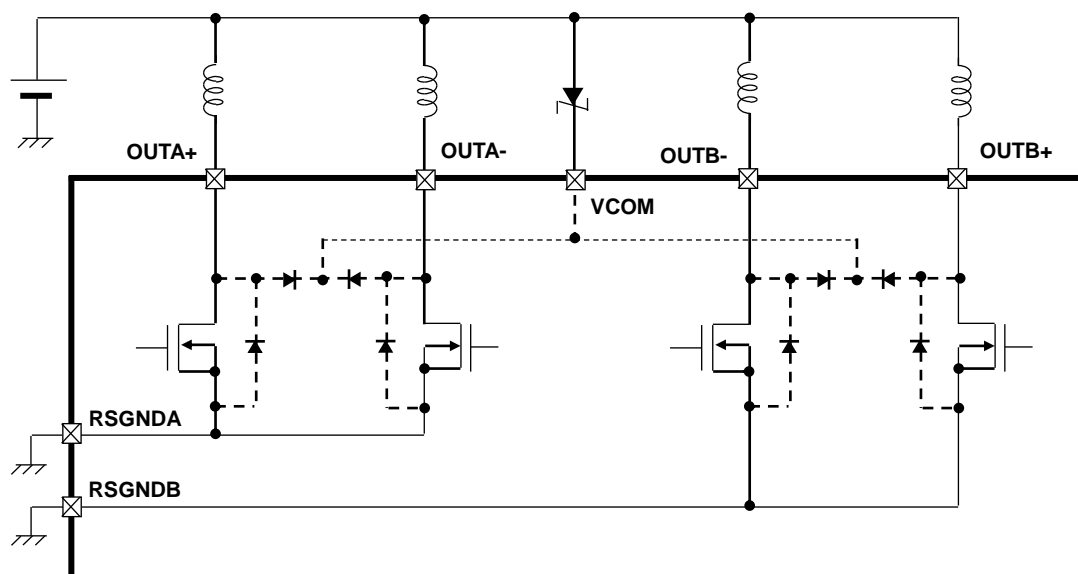 OUTA+
OUTA-
OUTB-
OUTB+
VCOM
RSGNDA
RSGNDB